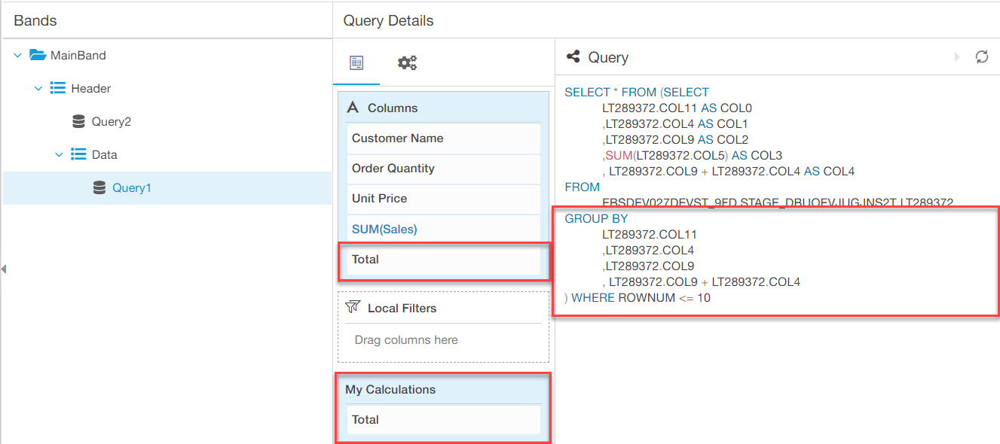 Bands
MainBand
Header
Query2
Data
Query1
Query Details
Columns
Customer Name
Order Quantity
Unit Price
SUM(Sales)
Total
Local Filters
Drag columns here
My Calculations
Total
Query
SELECT * FROM (SELECT
LT289372.COL11 AS COL0
,LT289372.COL4 AS COL1
,LT289372.COL9 AS COL2
,SUM(LT289372.COL5) AS COL3
, LT289372.COL9 + LT289372.COL4 AS COL4
FROM
LT289372
GROUP BY
LT289372.COL11
,LT289372.COL4
,LT289372.COL9
, LT289372.COL9 + LT289372.COL4
) WHERE ROWNUM <= 10